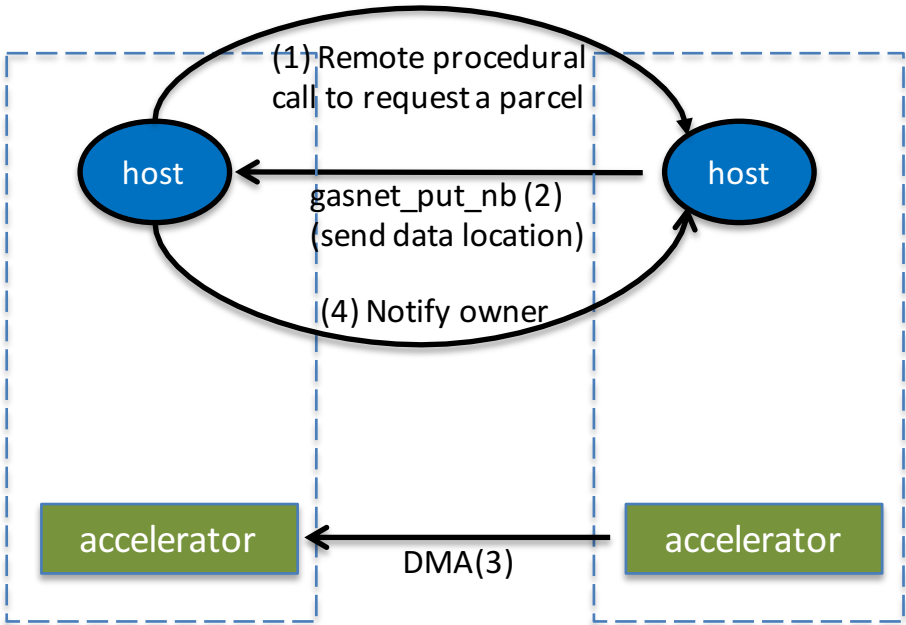 (1) Remote procedural
call to request a parcel
host
host
gasnet_put_nb (2)
(send data location)
(4) Notify owner
accelerator
accelerator
DMA(3)